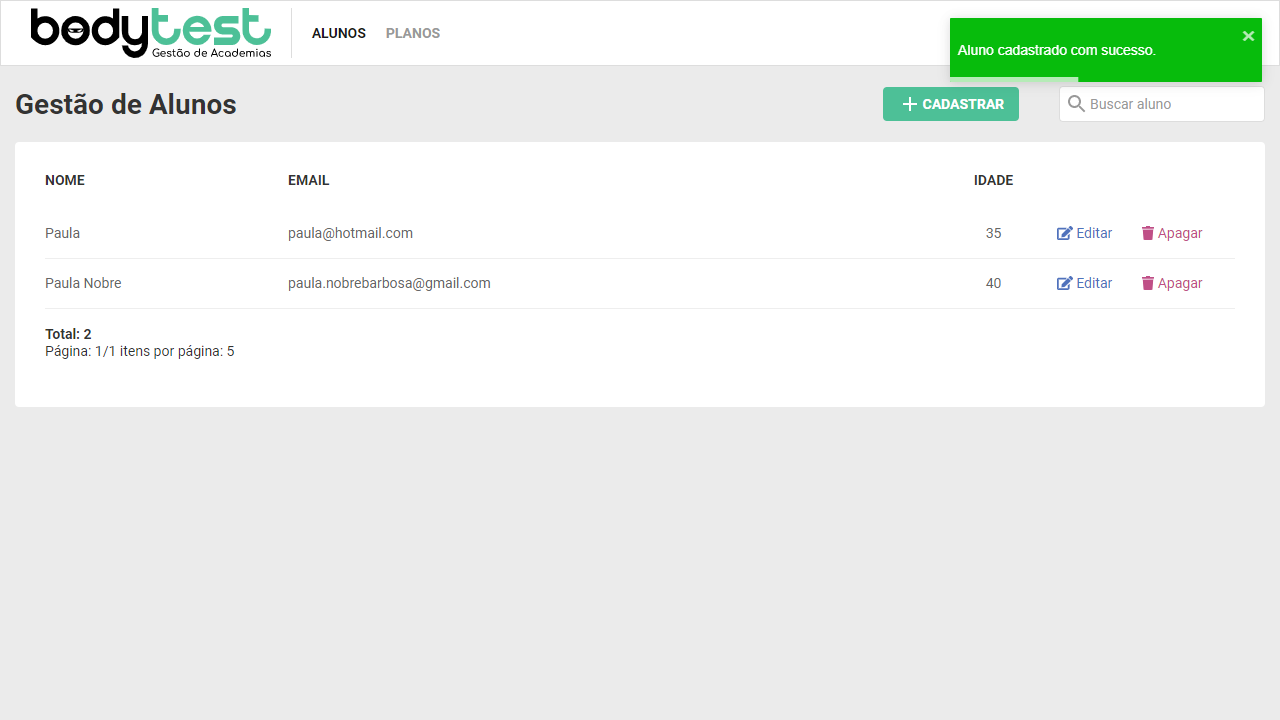 bodytest
Gestão de Academias
ALUNOS PLANOS
Aluno cadastrado com sucesso.
Gestão de Alunos
CADASTRAR
Buscar aluno
NOME EMAIL IDADE
Paula paula@hotmail.com 35 Editar Apagar
Paula Nobre paula.nobrebarbosa@gmail.com 40 Editar Apagar
Total: 2
Página: 1/1 itens por página: 5